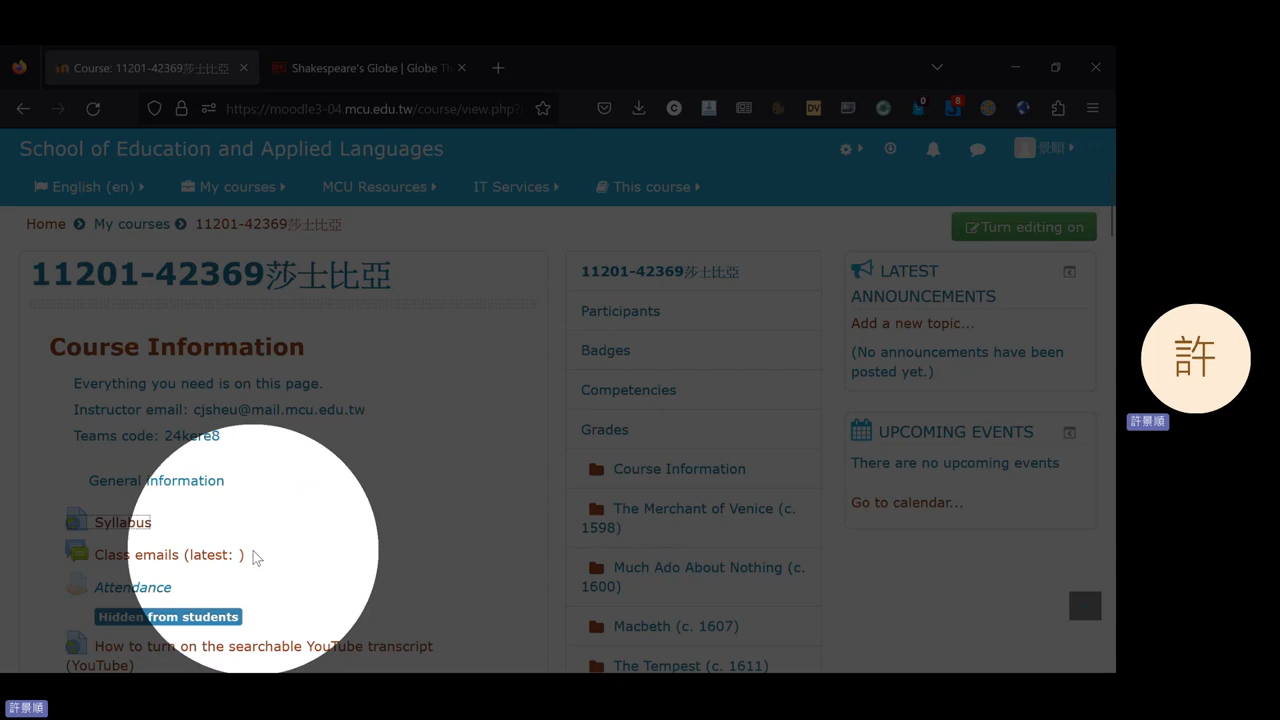 Course: 11201-42369莎士比亞
Shakespeare's Globe | Globe Th
https://moodle3-04.mcu.edu.tw/course/view.php?
C
DV
0
8
School of Education and Applied Languages
景順
English (en)
My courses
MCU Resources
IT Services
This course
Home
My courses
11201-42369莎士比亞
Turn editing on
11201-42369莎士比亞
Course Information
Everything you need is on this page.
Instructor email: cjsheu@mail.mcu.edu.tw
Teams code: 24kere8
General Information
Syllabus
Class emails (latest: )
Attendance
Hidden from students
How to turn on the searchable YouTube transcript
(YouTube)
11201-42369莎士比亞
Participants
Badges
Competencies
Grades
Course Information
The Merchant of Venice (c.
1598)
Much Ado About Nothing (c.
1600)
Macbeth (c. 1607)
The Tempest (c. 1611)
LATEST
ANNOUNCEMENTS
Add a new topic...
(No announcements have been
posted yet.)
UPCOMING EVENTS
There are no upcoming events
Go to calendar...
許
許景順
許景順